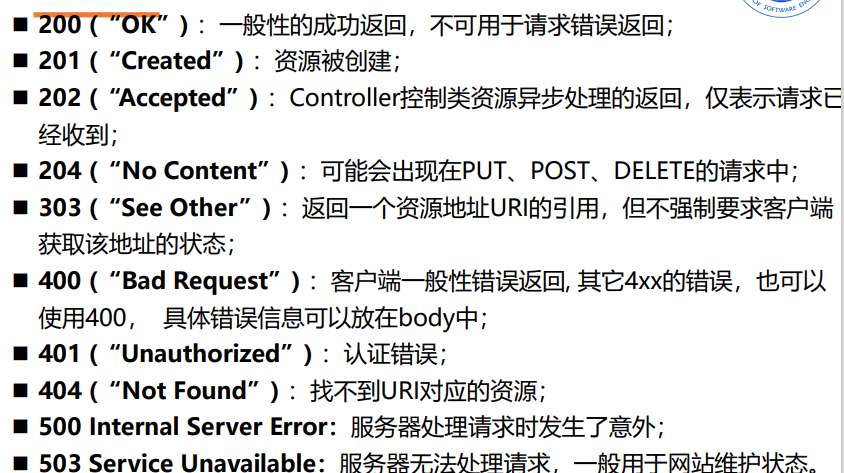 ■ 200（“OK”）：一般性的成功返回，不可用于请求错误返回；
■ 201（“Created”）：资源被创建；
■ 202（“Accepted”）：Controller控制类资源异步处理的返回，仅表示请求已
经收到；
■ 204（“No Content”）：可能会出现在PUT、POST、DELETE的请求中；
■ 303（“See Other”）：返回一个资源地址URI的引用，但不强制要求客户端
获取该地址的状态；
■ 400（“Bad Request”）：客户端一般性错误返回, 其它4xx的错误，也可以
使用400， 具体错误信息可以放在body中；
■ 401（“Unauthorized”）：认证错误；
■ 404（“Not Found”）：找不到URI对应的资源；
■ 500 Internal Server Error：服务器处理请求时发生了意外；
■ 503 Service Unavailable：服务器无法处理请求，一般用于网站维护状态。
OF SOFTWARE